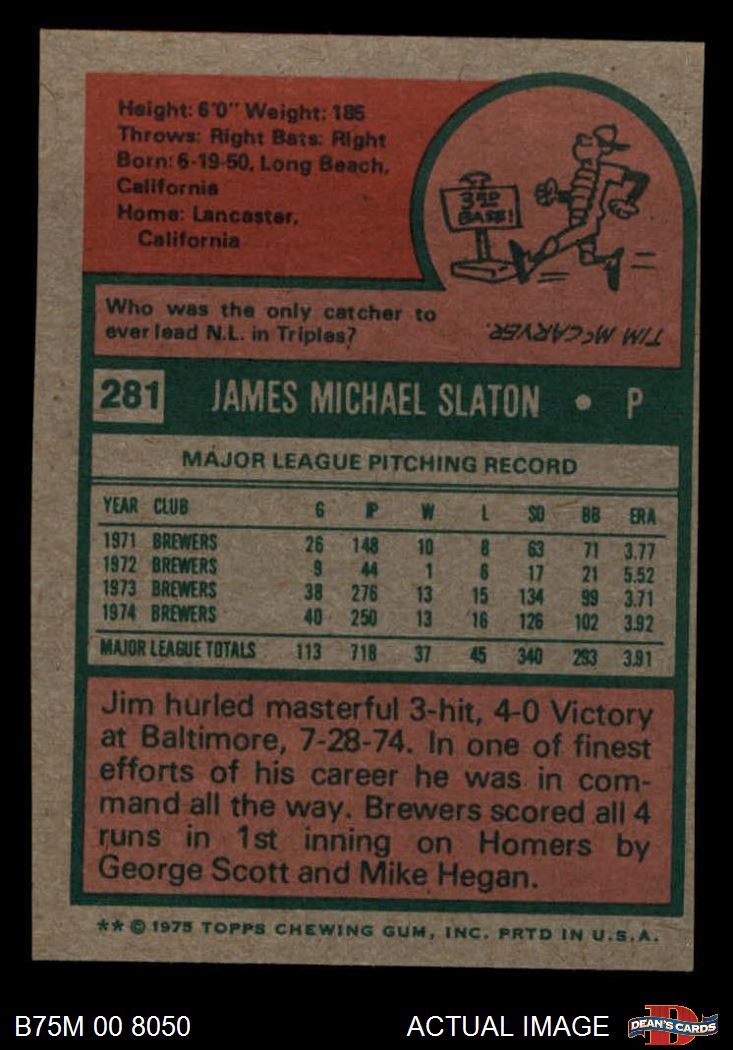 Height: 6'0" Weight: 185
Throws: Right Bats: Right
Born: 6-19-50, Long Beach,
California
Home: Lancaster,
California
3RD
BASE!
Who was the only catcher to
ever lead N.L. in Triples?
TIM McCARVER.
281 JAMES MICHAEL SLATON • P
MAJOR LEAGUE PITCHING RECORD
YEAR CLUB G IP W L SO BB ERA
1971 BREWERS 26 148 10 8 63 71 3.77
1972 BREWERS 9 44 1 6 17 21 5.52
1973 BREWERS 38 276 13 15 134 99 3.71
1974 BREWERS 40 250 13 16 126 102 3.92
MAJOR LEAGUE TOTALS 113 718 37 45 340 293 3.91
Jim hurled masterful 3-hit, 4-0 Victory
at Baltimore, 7-28-74. In one of finest
efforts of his career he was in com-
mand all the way. Brewers scored all 4
runs in 1st inning on Homers by
George Scott and Mike Hegan.
** © 1975 TOPPS CHEWING GUM, INC. PRTD IN U.S.A.
B75M 00 8050 ACTUAL IMAGE D DEAN'S CARDS